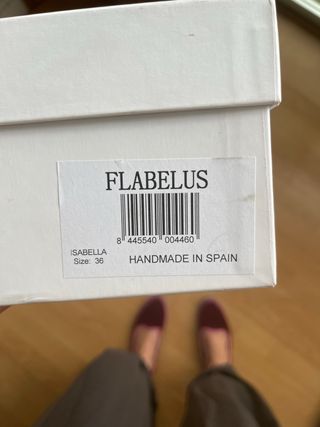 FLABELUS
8 445540 004460
ISABELLA
Size: 36
HANDMADE IN SPAIN